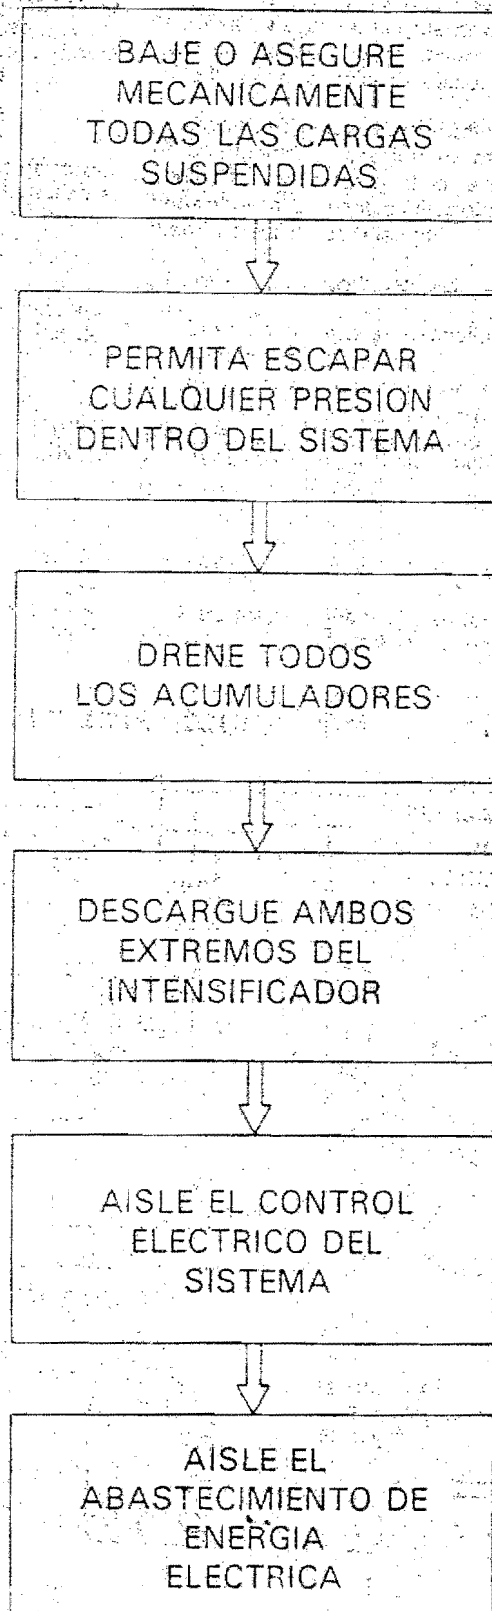 BAJE O ASEGURE
MECANICAMENTE
TODAS LAS CARGAS
SUSPENDIDAS
PERMITA ESCAPAR
CUALQUIER PRESION
DENTRO DEL SISTEMA
DRENE TODOS
LOS ACUMULADORES
DESCARGUE AMBOS
EXTREMOS DEL
INTENSIFICADOR
AISLE EL CONTROL
ELECTRICO DEL
SISTEMA
AISLE EL
ABASTECIMIENTO DE
ENERGIA
ELECTRICA